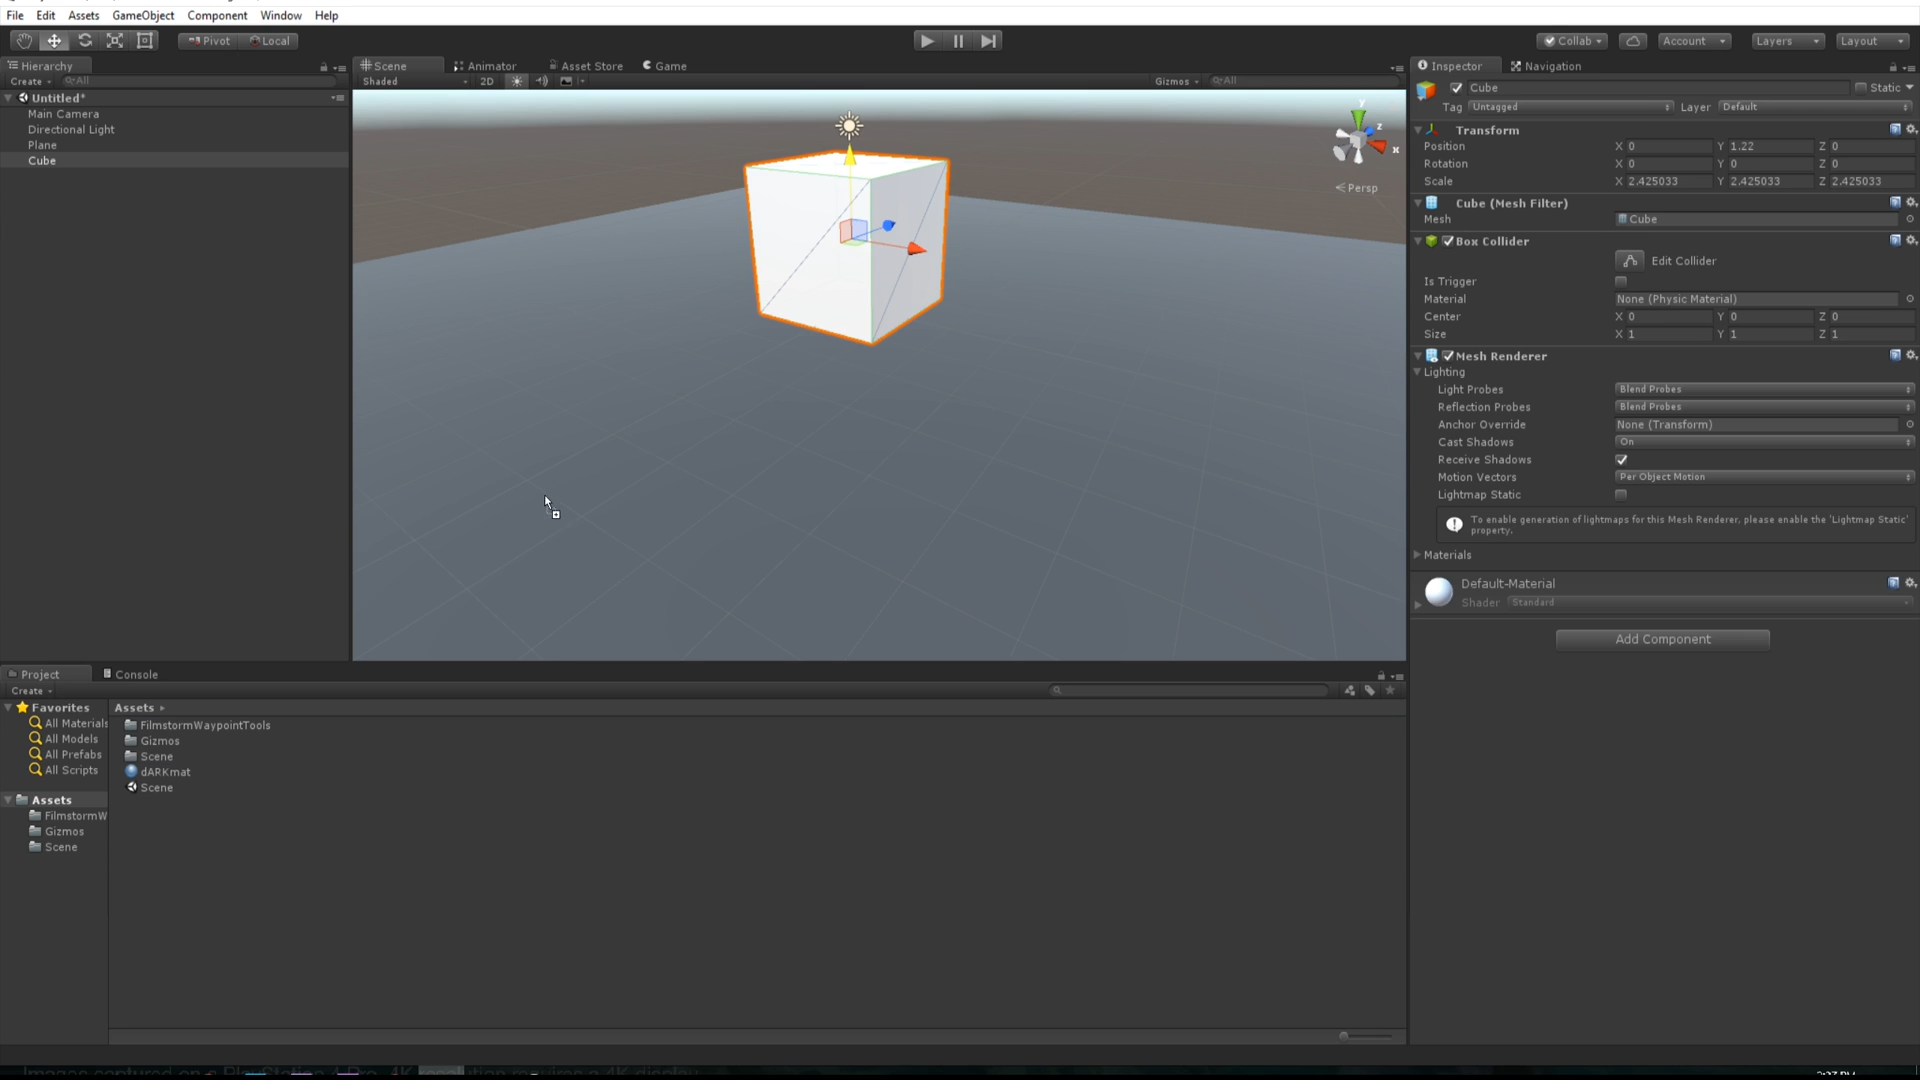 File Edit Assets GameObject Component Window Help
Pivot Local Collab Account Layers Layout
Hierarchy
Create All
Untitled*
Main Camera
Directional Light
Plane
Cube
Scene Animator Asset Store Game
Shaded 2D Gizmos All
y
z
x
Persp
Inspector Navigation
Cube Static
Tag Untagged Layer Default
Transform
Position X 0 Y 1.22 Z 0
Rotation X 0 Y 0 Z 0
Scale X 2.425033 Y 2.425033 Z 2.425033
Cube (Mesh Filter)
Mesh Cube
Box Collider
Edit Collider
Is Trigger
Material None (Physic Material)
Center X 0 Y 0 Z 0
Size X 1 Y 1 Z 1
Mesh Renderer
Lighting
Light Probes Blend Probes
Reflection Probes Blend Probes
Anchor Override None (Transform)
Cast Shadows On
Receive Shadows
Motion Vectors Per Object Motion
Lightmap Static
To enable generation of lightmaps for this Mesh Renderer, please enable the 'Lightmap Static'
property.
Materials
Default-Material
Shader Standard
Add Component
Project Console
Create
Favorites
All Materials
All Models
All Prefabs
All Scripts
Assets
FilmstormW
Gizmos
Scene
Assets
FilmstormWaypointTools
Gizmos
Scene
dARKmat
Scene